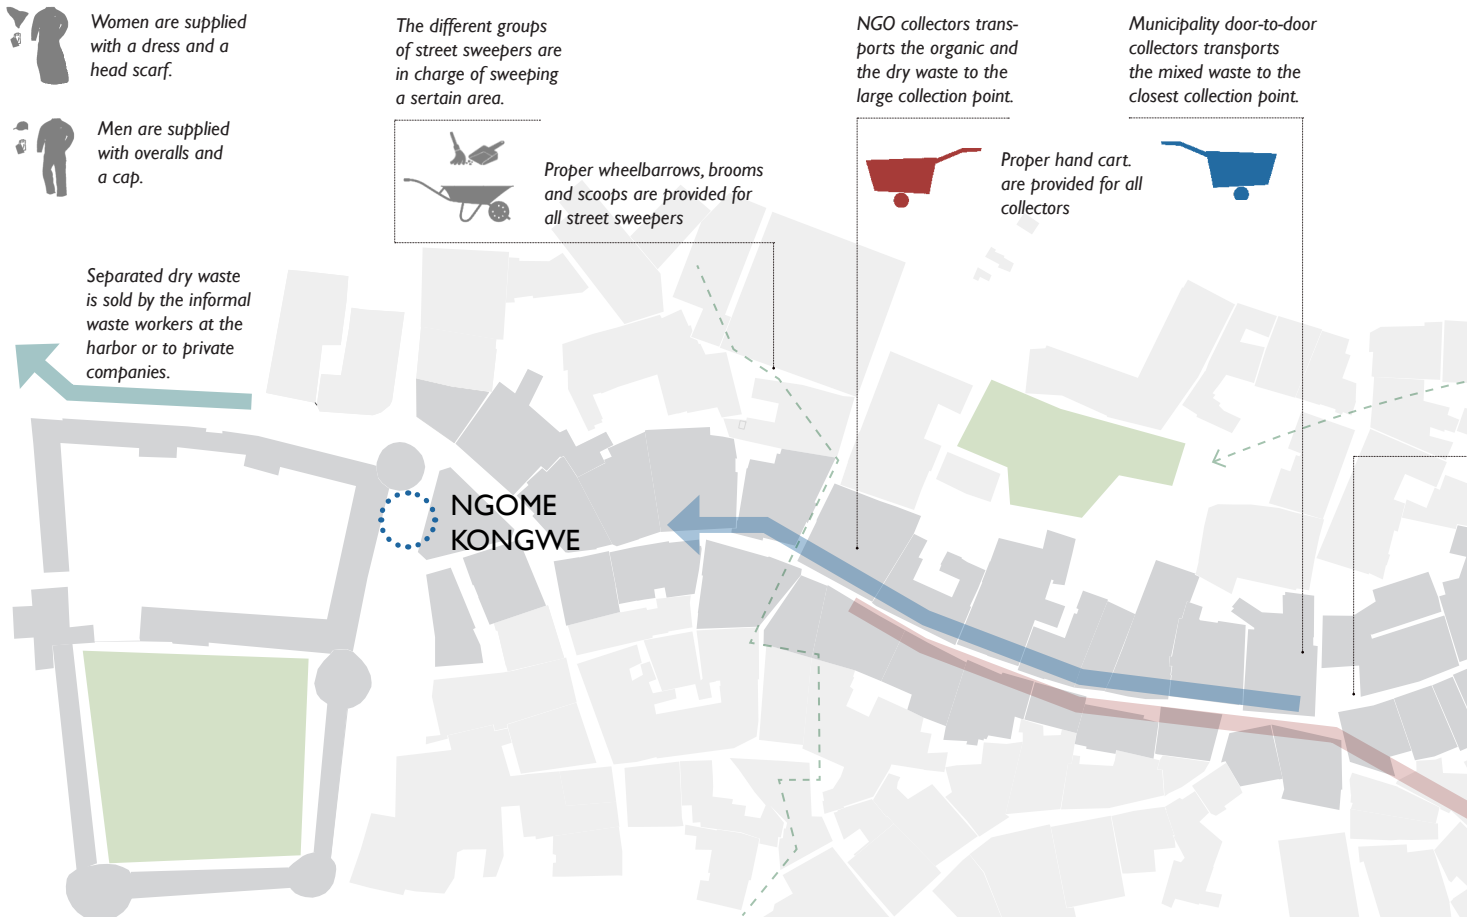 Women are supplied
with a dress and a
head scarf.
Men are supplied
with overalls and
a cap.
The different groups
of street sweepers are
in charge of sweeping
a sertain area.
Proper wheelbarrows, brooms
and scoops are provided for
all street sweepers
NGO collectors trans-
ports the organic and
the dry waste to the
large collection point.
Proper hand cart.
are provided for all
collectors
Municipality door-to-door
collectors transports
the mixed waste to the
closest collection point.
Separated dry waste
is sold by the informal
waste workers at the
harbor or to private
companies.
NGOME
KONGWE